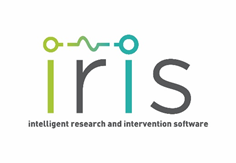 iris
intelligent research and intervention software